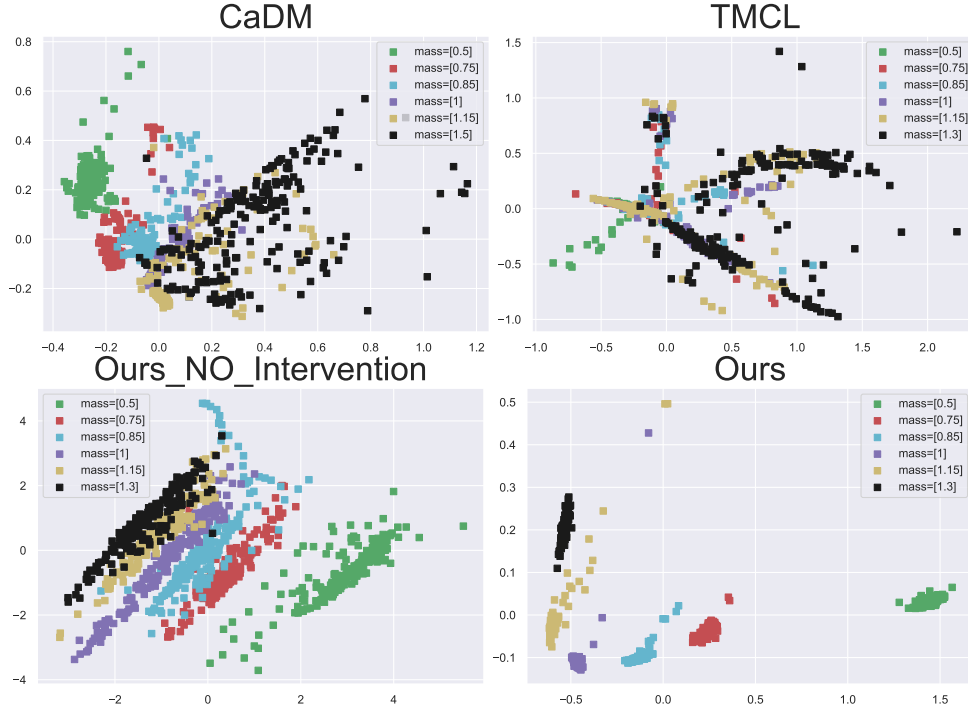 CaDM
0.8
0.6
0.4
0.2
0.0
−0.2
−0.4
−0.2
0.0
0.2
0.4
0.6
0.8
1.0
1.2
mass=[0.5]
mass=[0.75]
mass=[0.85]
mass=[1]
mass=[1.15]
mass=[1.5]
TMCL
1.5
1.0
0.5
0.0
−0.5
−1.0
−1.0
−0.5
0.0
0.5
1.0
1.5
2.0
mass=[0.5]
mass=[0.75]
mass=[0.85]
mass=[1]
mass=[1.15]
mass=[1.3]
Ours_NO_Intervention
4
2
0
−2
−4
−2
0
2
4
mass=[0.5]
mass=[0.75]
mass=[0.85]
mass=[1]
mass=[1.15]
mass=[1.3]
Ours
0.5
0.4
0.3
0.2
0.1
0.0
−0.1
−0.5
0.0
0.5
1.0
1.5
mass=[0.5]
mass=[0.75]
mass=[0.85]
mass=[1]
mass=[1.15]
mass=[1.3]